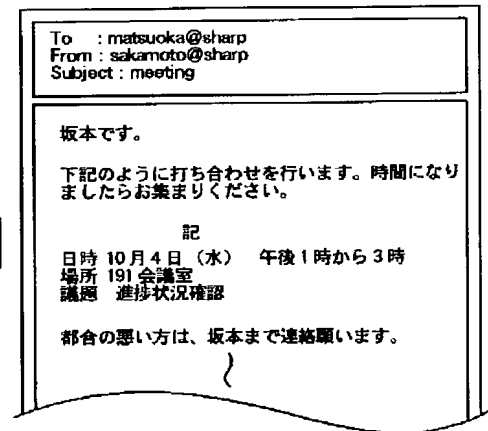 To : matsuoka@sharp
From : sakamoto@sharp
Subject : meeting
坂本です。
下記のように打ち合わせを行います。時間になり
ましたらお集まりください。
記
日時 10月4日（水） 午後1時から3時
場所 191会議室
議題 進捗状況確認
都合の悪い方は、坂本まで連絡願います。